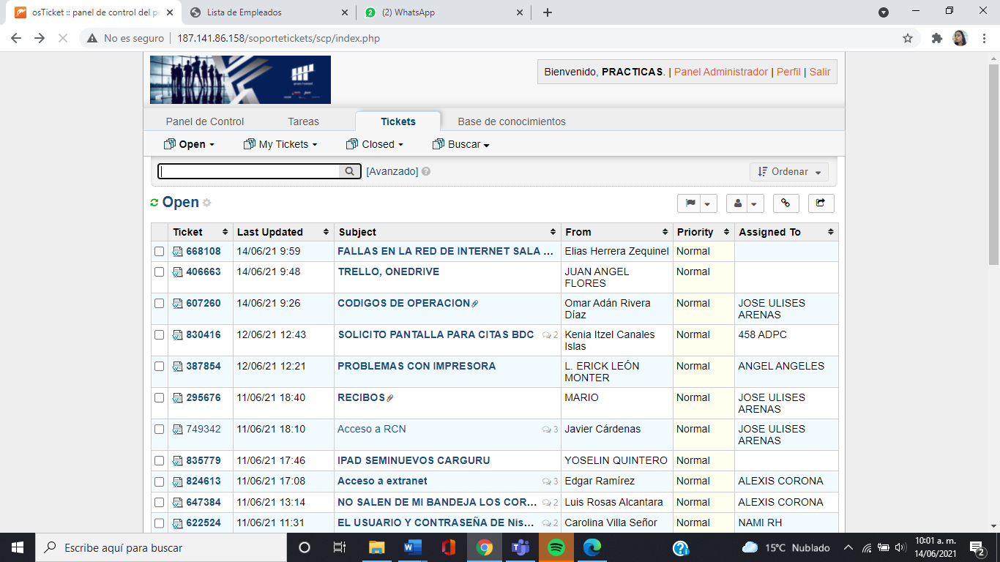 osTicket :: panel de control del pe
Lista de Empleados
(2) WhatsApp
No es seguro 187.141.86.158/soportetickets/scp/index.php
Bienvenido, PRACTICAS. | Panel Administrador | Perfil | Salir
Panel de Control Tareas Tickets Base de conocimientos
Open My Tickets Closed Buscar
[Avanzado] Ordenar
Open
Ticket Last Updated Subject From Priority Assigned To
668108 14/06/21 9:59 FALLAS EN LA RED DE INTERNET SALA ... Elias Herrera Zequinel Normal
406663 14/06/21 9:48 TRELLO, ONEDRIVE JUAN ANGEL FLORES Normal
607260 14/06/21 9:26 CODIGOS DE OPERACION Omar Adán Rivera Díaz Normal JOSE ULISES ARENAS
830416 12/06/21 12:43 SOLICITO PANTALLA PARA CITAS BDC 2 Kenia Itzel Canales Islas Normal 458 ADPC
387854 12/06/21 12:21 PROBLEMAS CON IMPRESORA L. ERICK LEÓN MONTER Normal ANGEL ANGELES
295676 11/06/21 18:40 RECIBOS MARIO Normal JOSE ULISES ARENAS
749342 11/06/21 18:10 Acceso a RCN 3 Javier Cárdenas Normal JOSE ULISES ARENAS
835779 11/06/21 17:46 IPAD SEMINUEVOS CARGURU YOSELIN QUINTERO Normal
824613 11/06/21 17:08 Acceso a extranet 3 Edgar Ramírez Normal ALEXIS CORONA
647384 11/06/21 13:14 NO SALEN DE MI BANDEJA LOS COR... 2 Luis Rosas Alcantara Normal ALEXIS CORONA
622524 11/06/21 11:31 EL USUARIO Y CONTRASEÑA DE Nis... 2 Carolina Villa Señor Normal NAMI RH
Escribe aquí para buscar
15°C Nublado
10:01 a. m.
14/06/2021
2